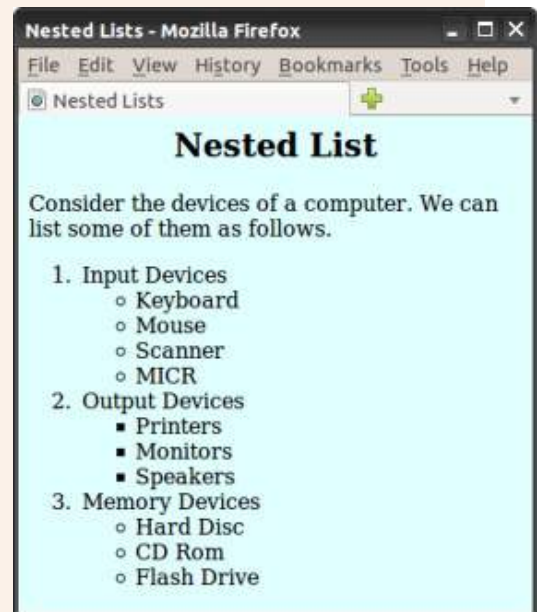 Nested Lists - Mozilla Firefox
File Edit View History Bookmarks Tools Help
Nested Lists
Nested List
Consider the devices of a computer. We can
list some of them as follows.
1. Input Devices
◦ Keyboard
◦ Mouse
◦ Scanner
◦ MICR
2. Output Devices
▪ Printers
▪ Monitors
▪ Speakers
3. Memory Devices
◦ Hard Disc
◦ CD Rom
◦ Flash Drive